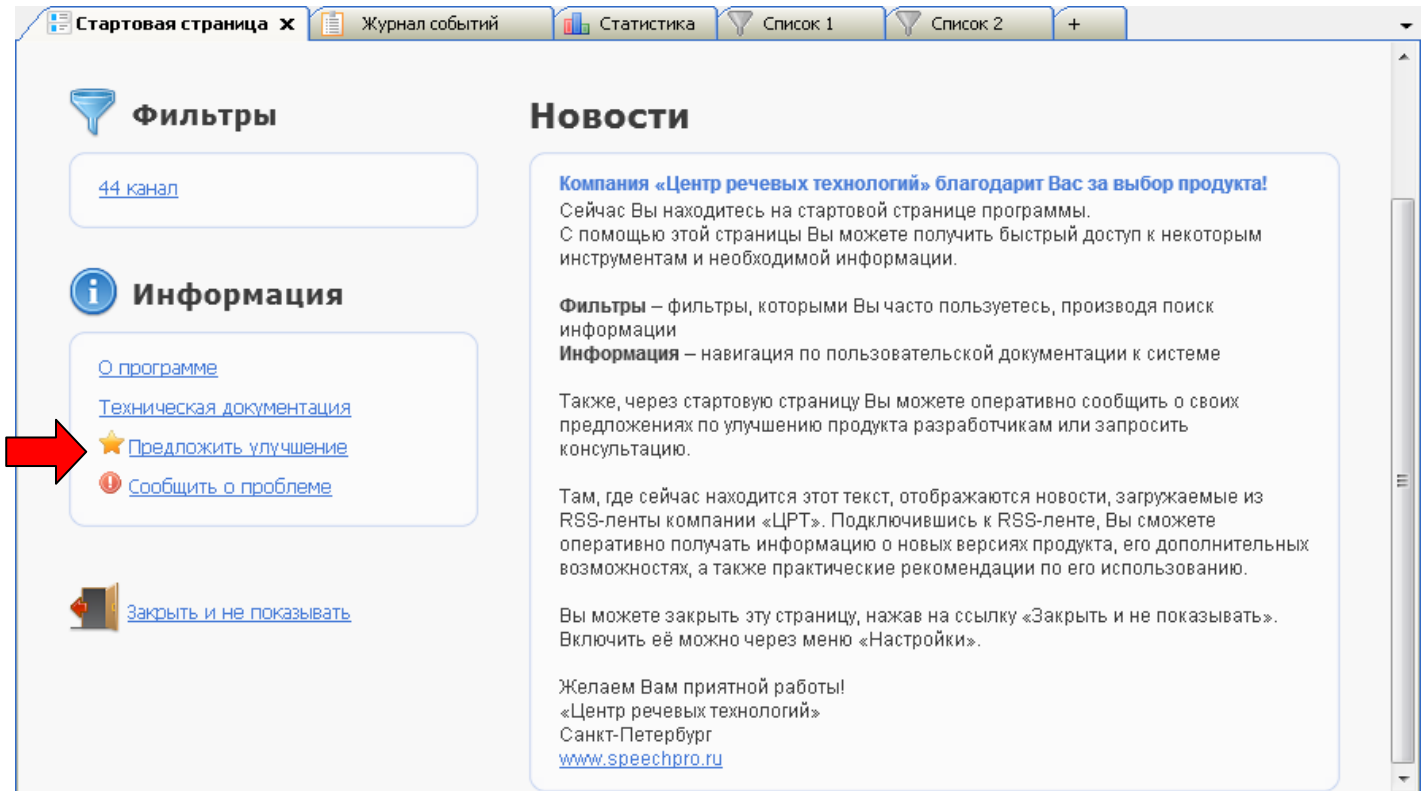 Стартовая страница x
Журнал событий
Статистика
Список 1
Список 2
+
Фильтры
44 канал
Информация
О программе
Техническая документация
Предложить улучшение
Сообщить о проблеме
Закрыть и не показывать
Новости
Компания «Центр речевых технологий» благодарит Вас за выбор продукта!
Сейчас Вы находитесь на стартовой странице программы.
С помощью этой страницы Вы можете получить быстрый доступ к некоторым
инструментам и необходимой информации.
Фильтры – фильтры, которыми Вы часто пользуетесь, производя поиск
информации
Информация – навигация по пользовательской документации к системе
Также, через стартовую страницу Вы можете оперативно сообщить о своих
предложениях по улучшению продукта разработчикам или запросить
консультацию.
Там, где сейчас находится этот текст, отображаются новости, загружаемые из
RSS-ленты компании «ЦРТ». Подключившись к RSS-ленте, Вы сможете
оперативно получать информацию о новых версиях продукта, его дополнительных
возможностях, а также практические рекомендации по его использованию.
Вы можете закрыть эту страницу, нажав на ссылку «Закрыть и не показывать».
Включить её можно через меню «Настройки».
Желаем Вам приятной работы!
«Центр речевых технологий»
Санкт-Петербург
www.speechpro.ru